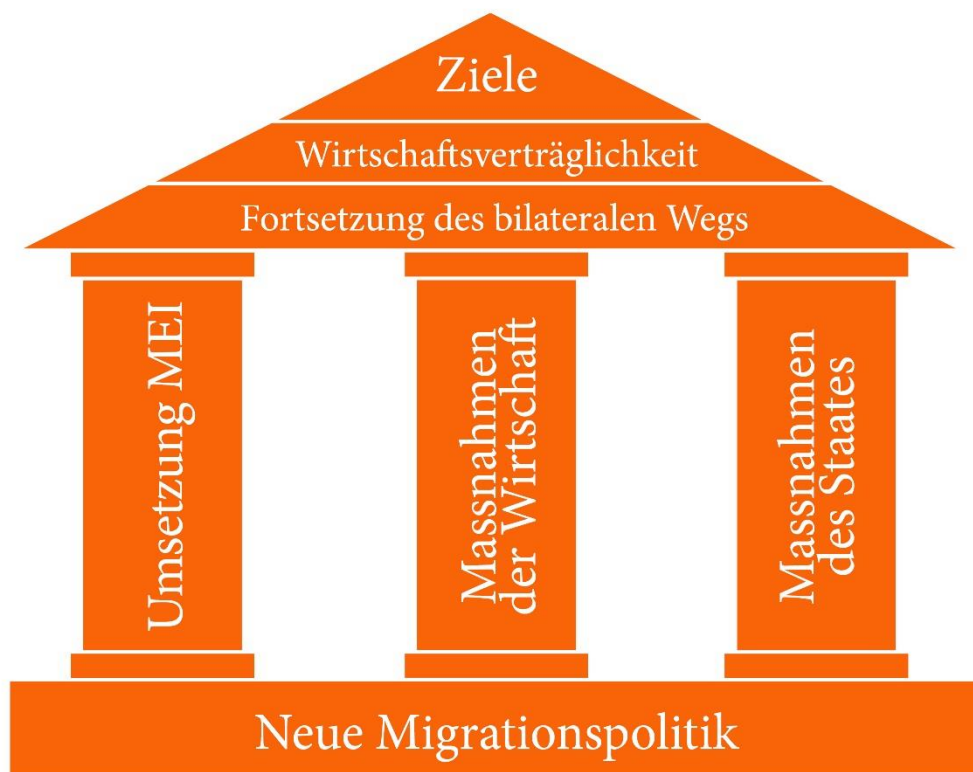 Ziele
Wirtschaftsverträglichkeit
Fortsetzung des bilateralen Wegs
Umsetzung MEI
Massnahmen
der Wirtschaft
Massnahmen
des Staates
Neue Migrationspolitik